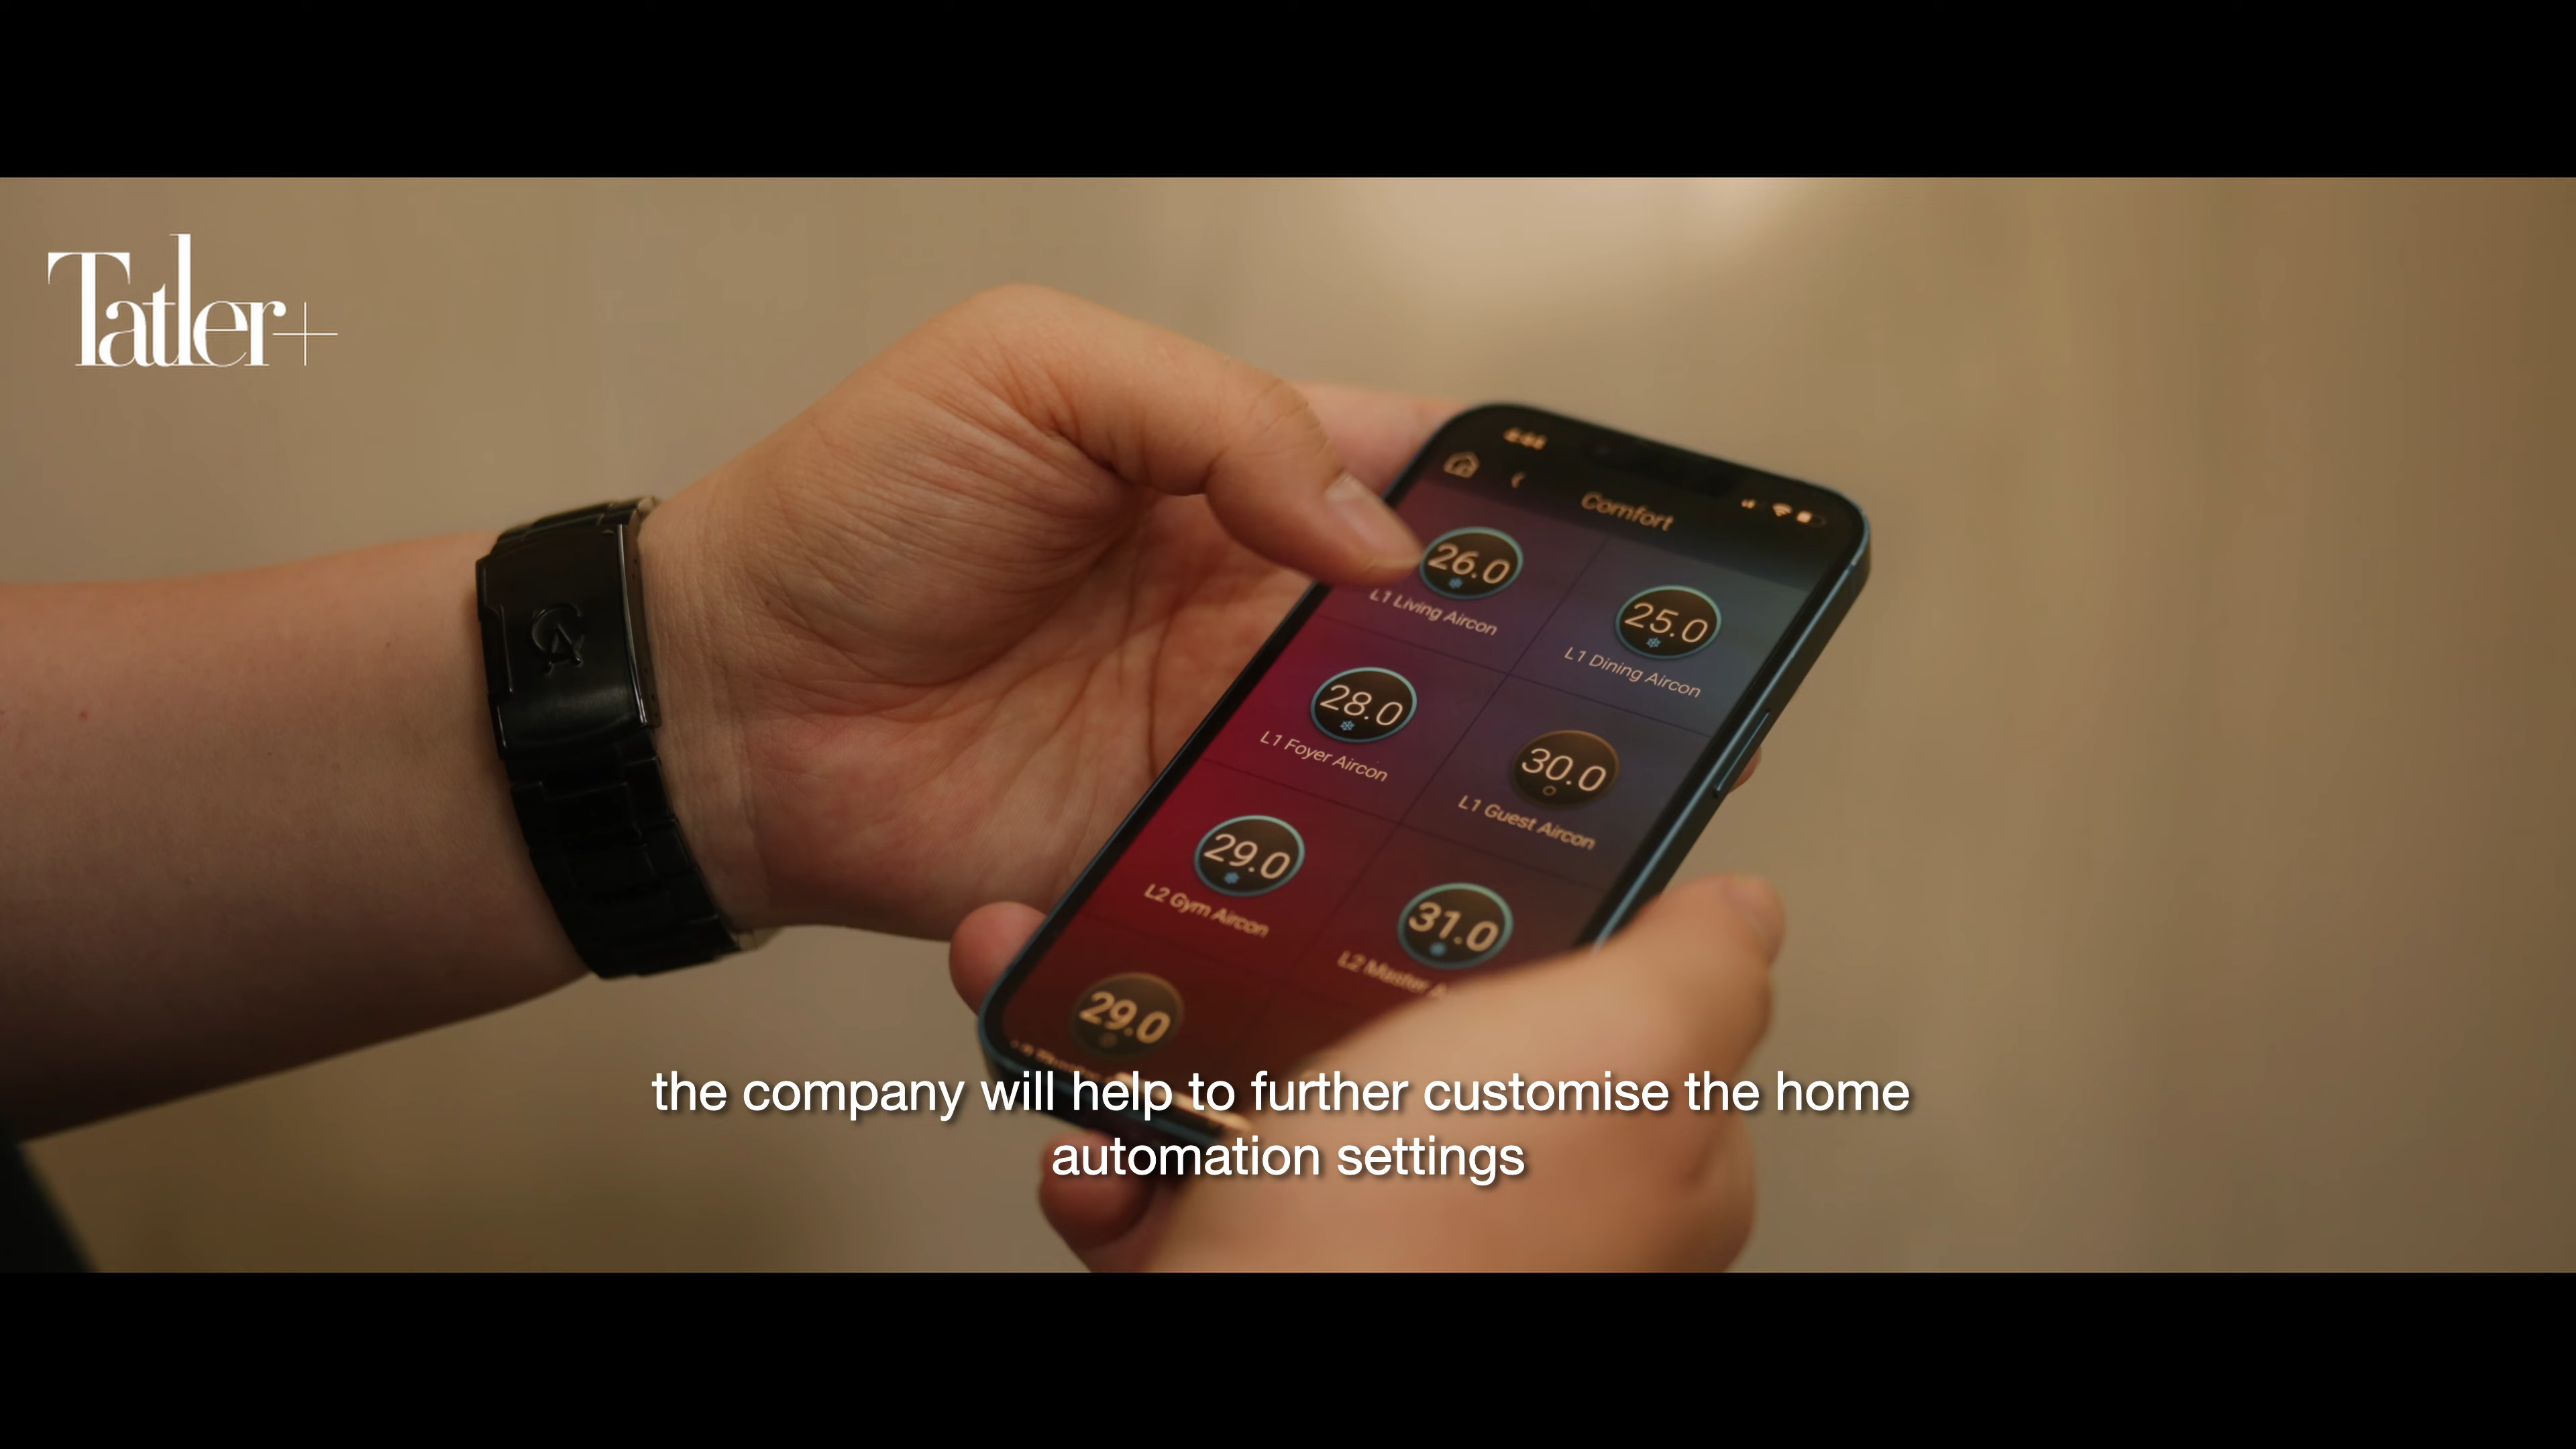 Tatler+
Comfort
26.0
L1 Living Aircon
25.0
L1 Dining Aircon
28.0
L1 Foyer Aircon
30.0
L1 Guest Aircon
29.0
L2 Gym Aircon
31.0
L2 Master
29.0
the company will help to further customise the home
automation settings